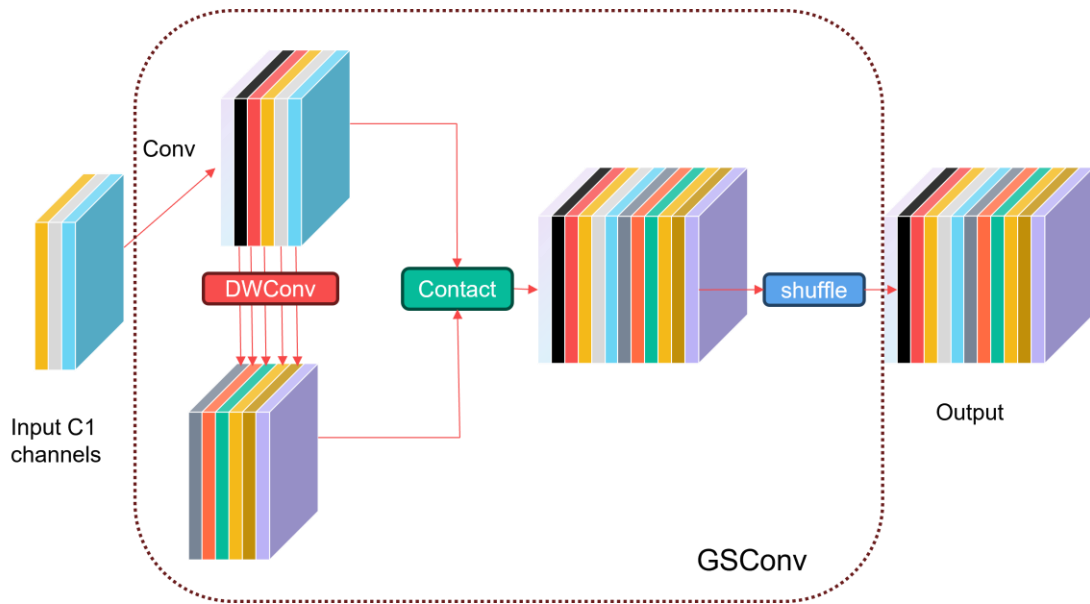 Conv
DWConv
Contact
shuffle
Input C1
channels
Output
GSConv